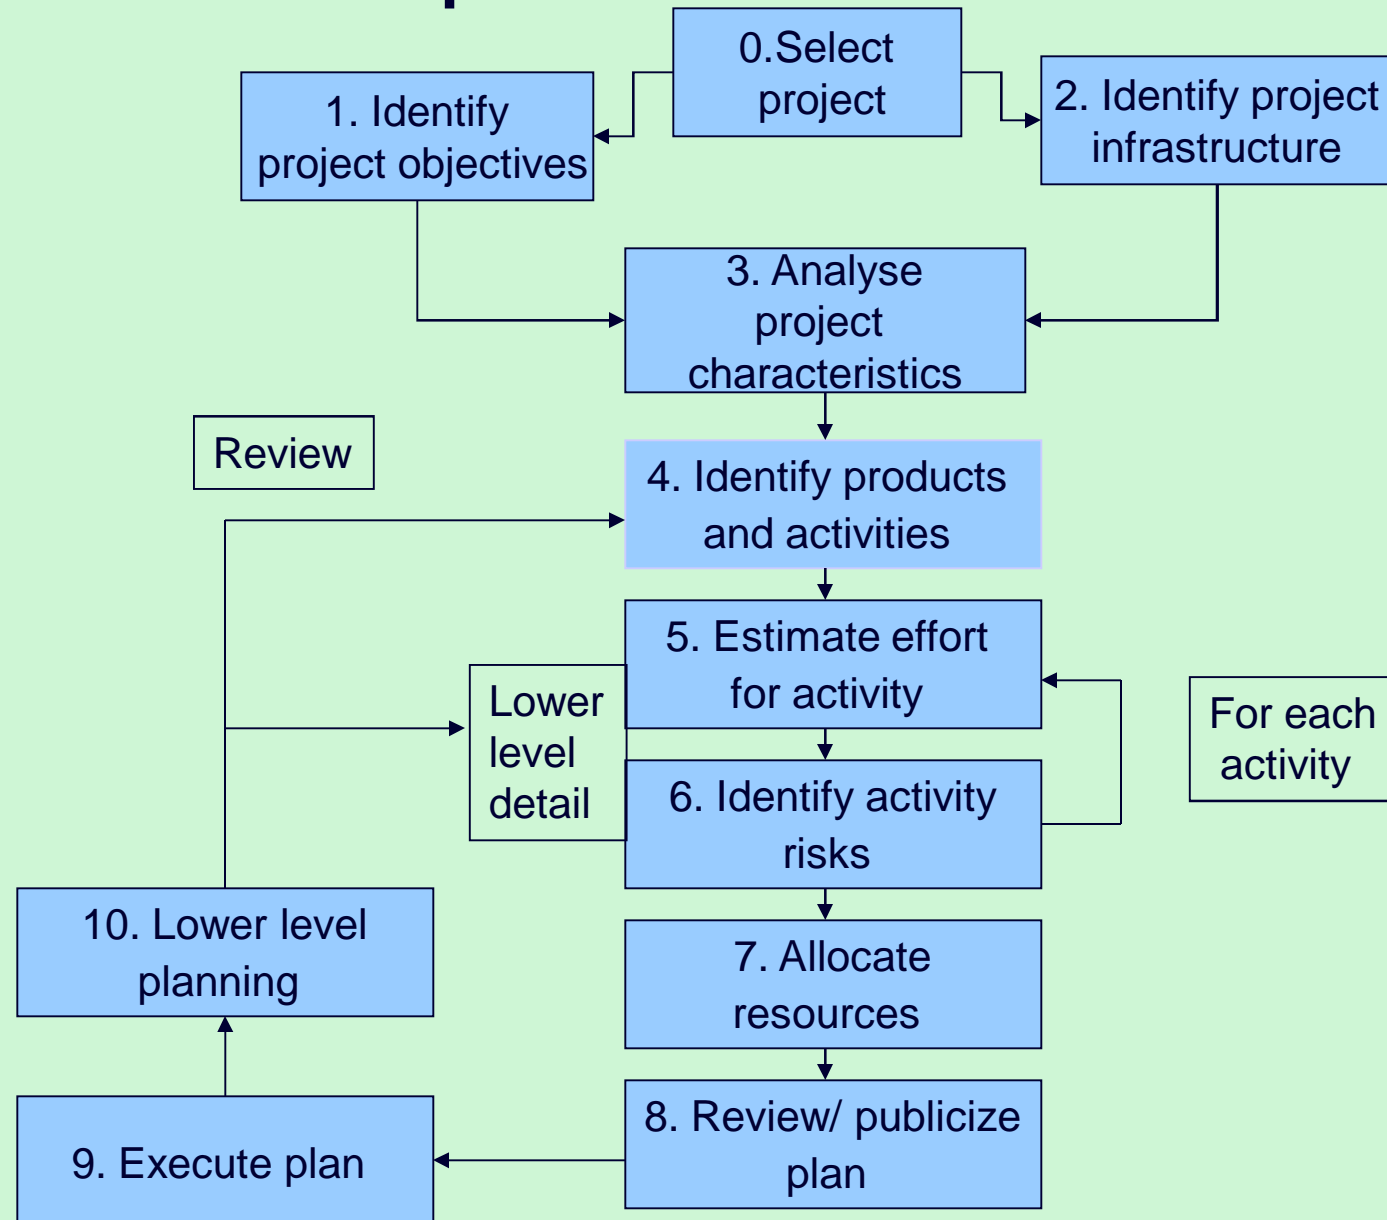 0.Select
project
1. Identify
project objectives
2. Identify project
infrastructure
3. Analyse
project
characteristics
Review
4. Identify products
and activities
5. Estimate effort
for activity
Lower
level
detail
For each
activity
6. Identify activity
risks
10. Lower level
planning
7. Allocate
resources
8. Review/ publicize
plan
9. Execute plan